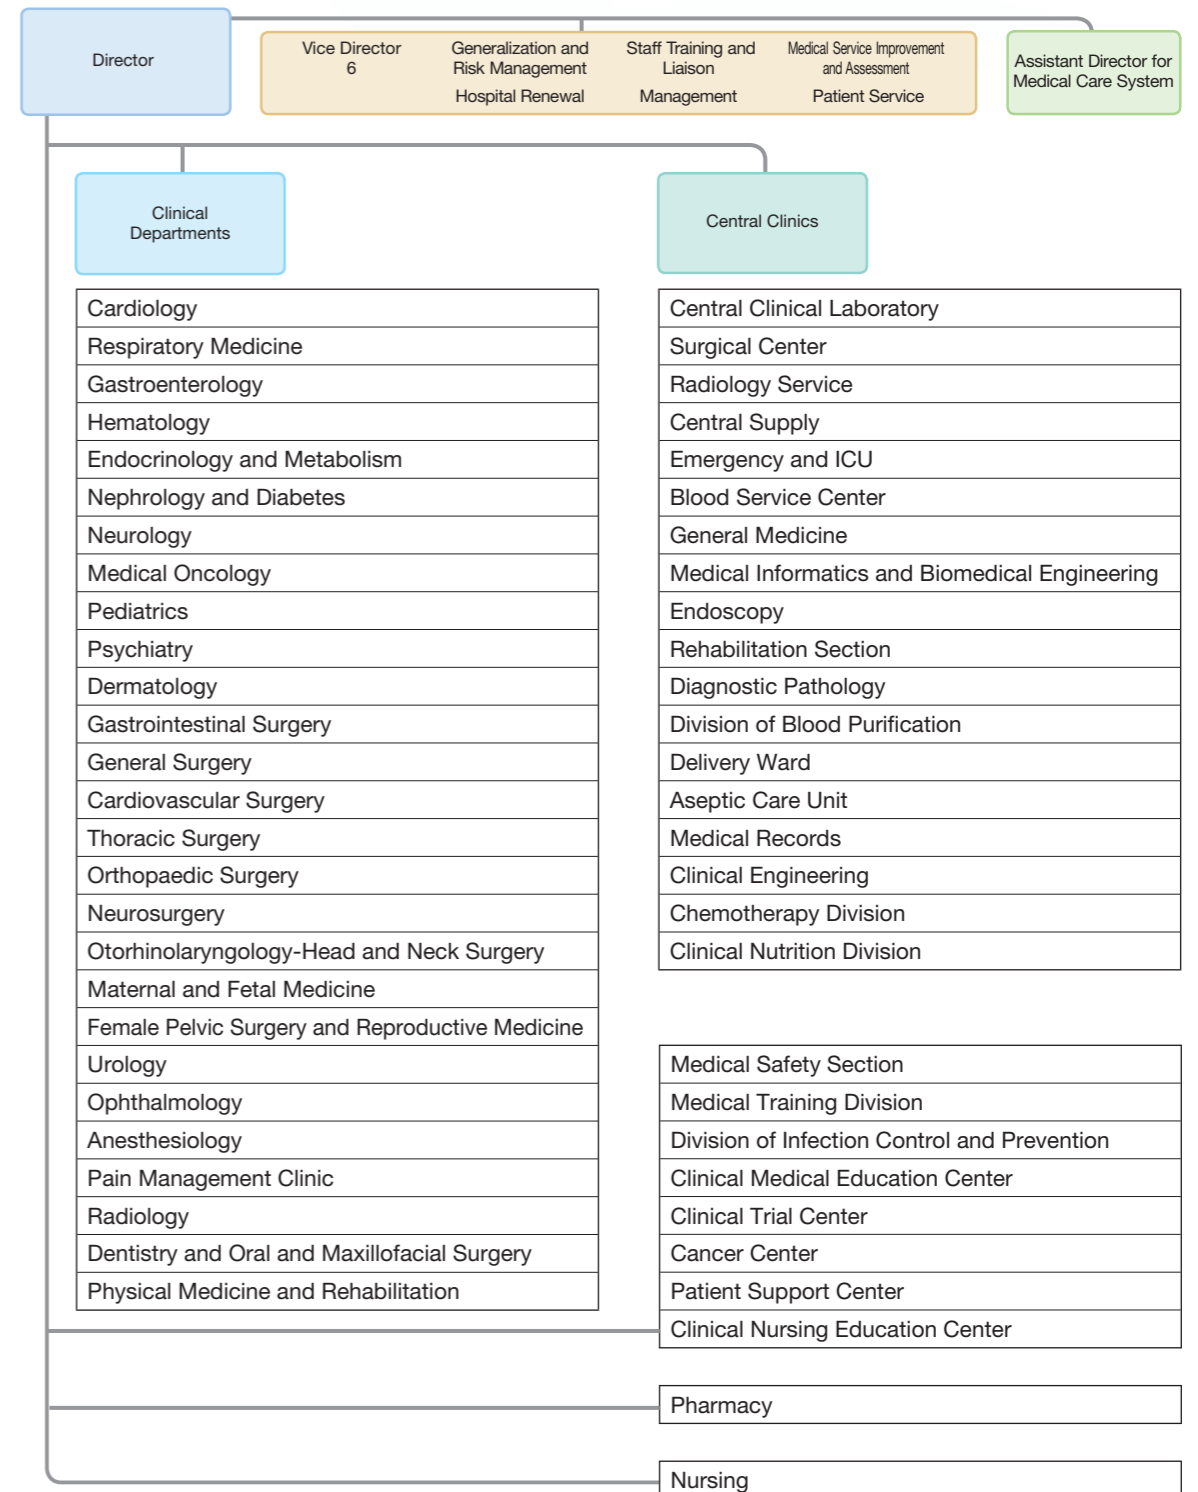 Director
Vice Director
6
Generalization and
Risk Management
Hospital Renewal
Staff Training and
Liaison
Management
Medical Service Improvement
and Assessment
Patient Service
Assistant Director for
Medical Care System
Clinical
Departments
Cardiology
Respiratory Medicine
Gastroenterology
Hematology
Endocrinology and Metabolism
Nephrology and Diabetes
Neurology
Medical Oncology
Pediatrics
Psychiatry
Dermatology
Gastrointestinal Surgery
General Surgery
Cardiovascular Surgery
Thoracic Surgery
Orthopaedic Surgery
Neurosurgery
Otorhinolaryngology-Head and Neck Surgery
Maternal and Fetal Medicine
Female Pelvic Surgery and Reproductive Medicine
Urology
Ophthalmology
Anesthesiology
Pain Management Clinic
Radiology
Dentistry and Oral and Maxillofacial Surgery
Physical Medicine and Rehabilitation
Central Clinics
Central Clinical Laboratory
Surgical Center
Radiology Service
Central Supply
Emergency and ICU
Blood Service Center
General Medicine
Medical Informatics and Biomedical Engineering
Endoscopy
Rehabilitation Section
Diagnostic Pathology
Division of Blood Purification
Delivery Ward
Aseptic Care Unit
Medical Records
Clinical Engineering
Chemotherapy Division
Clinical Nutrition Division
Medical Safety Section
Medical Training Division
Division of Infection Control and Prevention
Clinical Medical Education Center
Clinical Trial Center
Cancer Center
Patient Support Center
Clinical Nursing Education Center
Pharmacy
Nursing